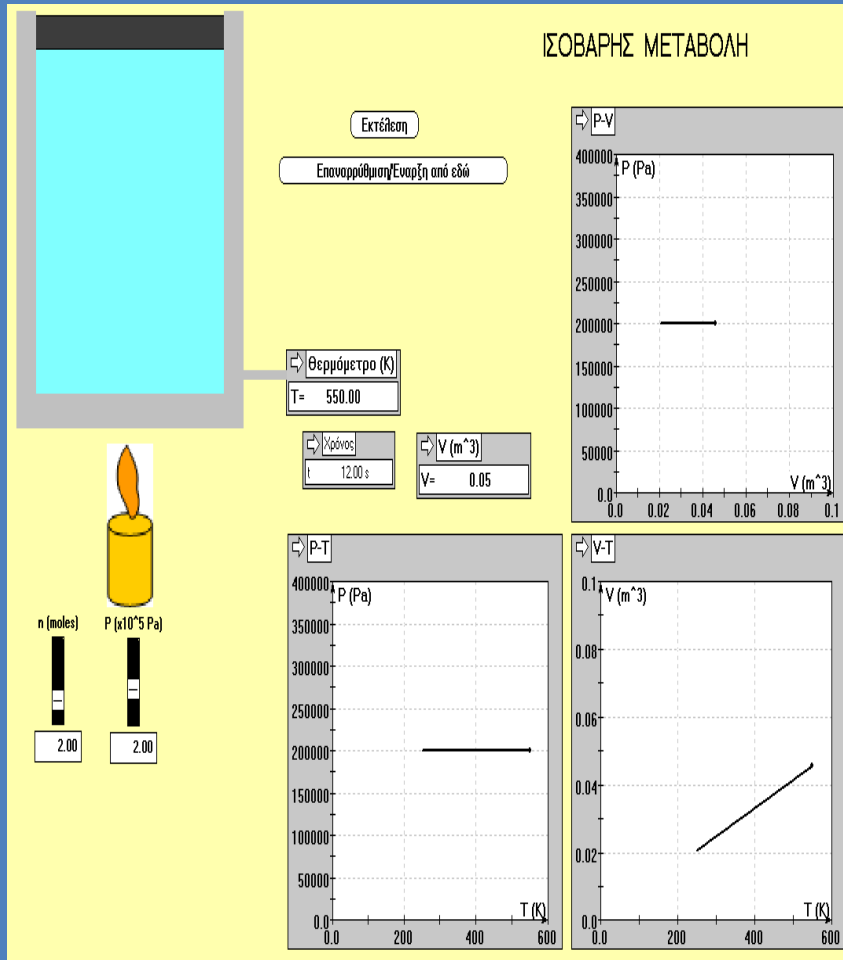 ΙΣΟΒΑΡΗΣ ΜΕΤΑΒΟΛΗ
Εκτέλεση
Επαναρρύθμιση/Έναρξη από εδώ
P-V
P (Pa)
400000
350000
300000
250000
200000
150000
100000
50000
0.0
0.0 0.02 0.04 0.06 0.08 0.1
V (m^3)
Θερμόμετρο (K)
T= 550.00
Χρόνος
t 12.00 s
V (m^3)
V= 0.05
n (moles)
2.00
P (x10^5 Pa)
2.00
P-T
P (Pa)
400000
350000
300000
250000
200000
150000
100000
50000
0.0
0.0 200 400 600
T (K)
V-T
V (m^3)
0.1
0.08
0.06
0.04
0.02
0.0
0.0 200 400 600
T (K)